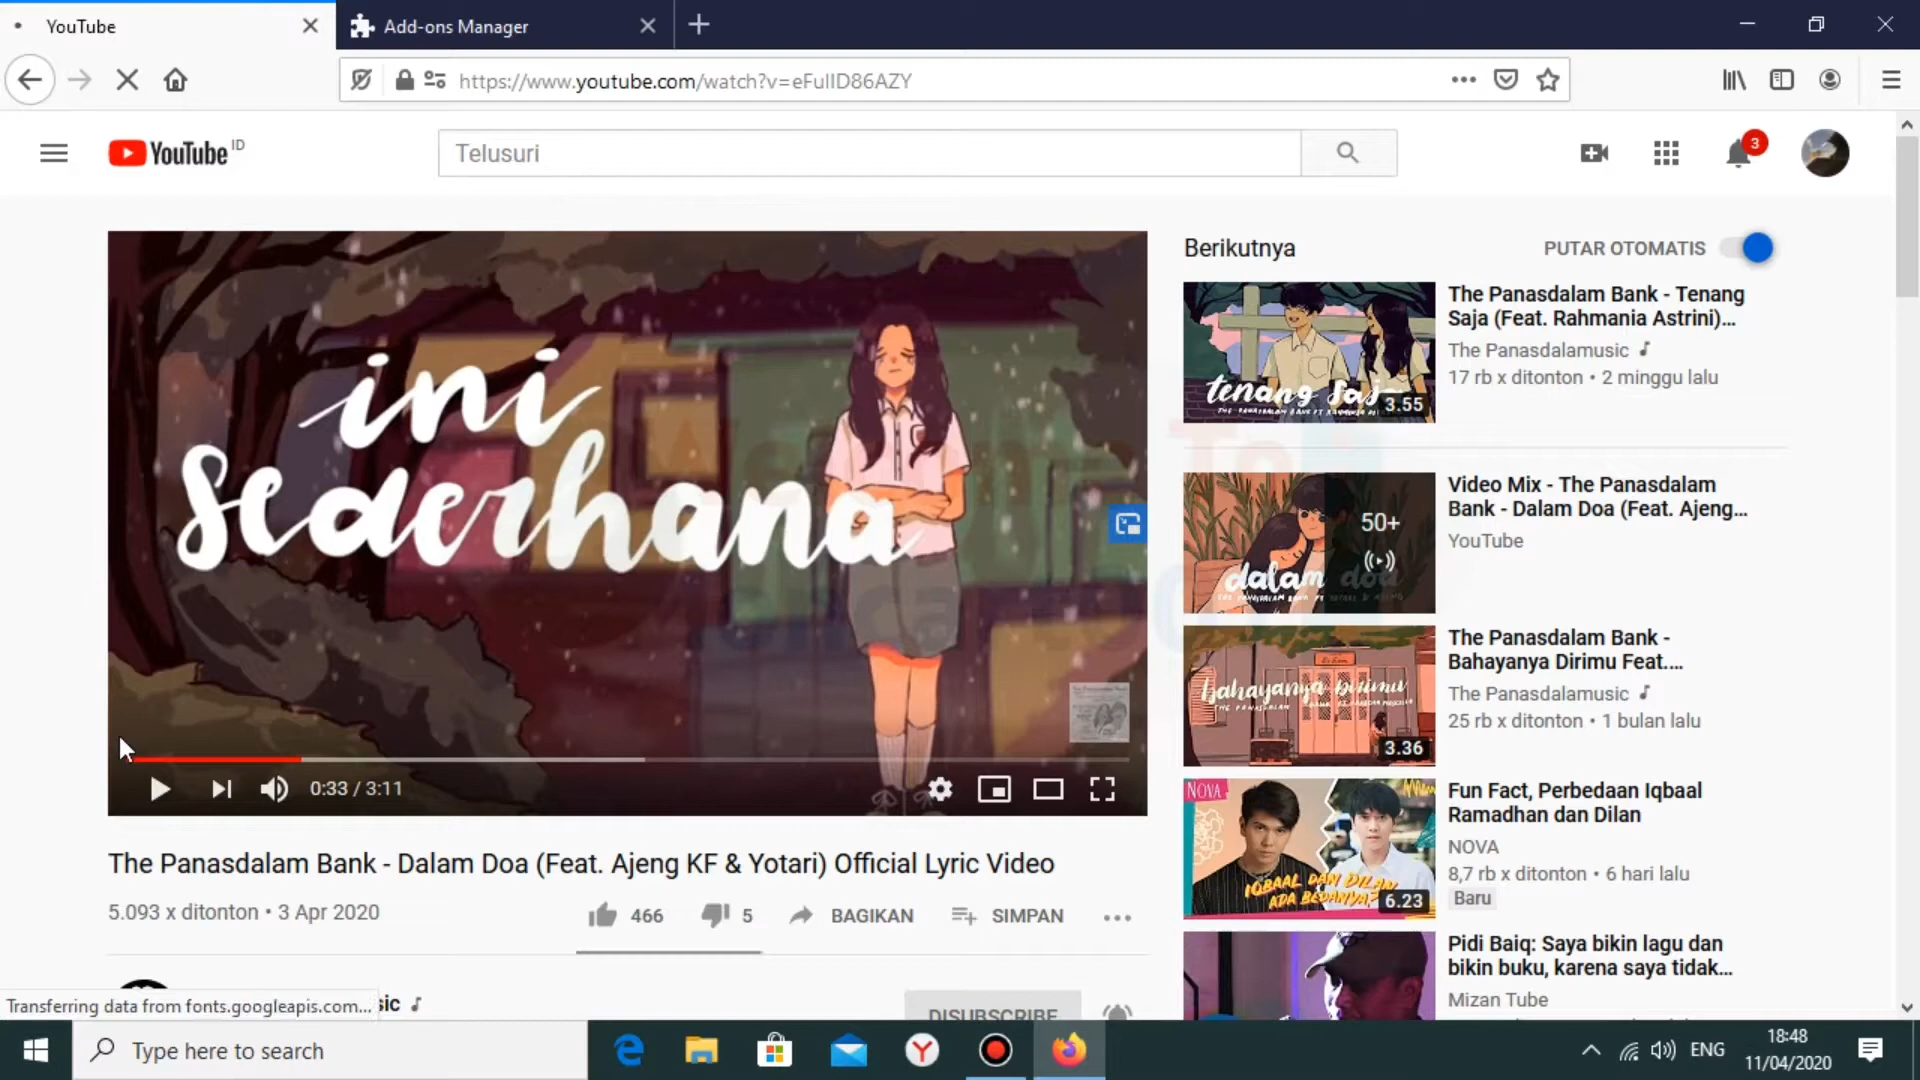 YouTube
Add-ons Manager
https://www.youtube.com/watch?v=eFulID86AZY
YouTube ID
Telusuri
3
ini
sederhana
0:33 / 3:11
The Panasdalam Bank - Dalam Doa (Feat. Ajeng KF & Yotari) Official Lyric Video
5.093 x ditonton • 3 Apr 2020
466
5
BAGIKAN
SIMPAN
DISUBSCRIBE
Transferring data from fonts.googleapis.com...
sic
Berikutnya
PUTAR OTOMATIS
tenang saja
3.55
The Panasdalam Bank - Tenang
Saja (Feat. Rahmania Astrini)...
The Panasdalamusic
17 rb x ditonton • 2 minggu lalu
dalam doa
50+
Video Mix - The Panasdalam
Bank - Dalam Doa (Feat. Ajeng...
YouTube
bahayanya dirimu
3.36
The Panasdalam Bank -
Bahayanya Dirimu Feat....
The Panasdalamusic
25 rb x ditonton • 1 bulan lalu
NOVA
IQBAAL DAN DILAN
ADA BEDANYA
6.23
Fun Fact, Perbedaan Iqbaal
Ramadhan dan Dilan
NOVA
8,7 rb x ditonton • 6 hari lalu
Baru
Pidi Baiq: Saya bikin lagu dan
bikin buku, karena saya tidak...
Mizan Tube
Type here to search
ENG
18:48
11/04/2020